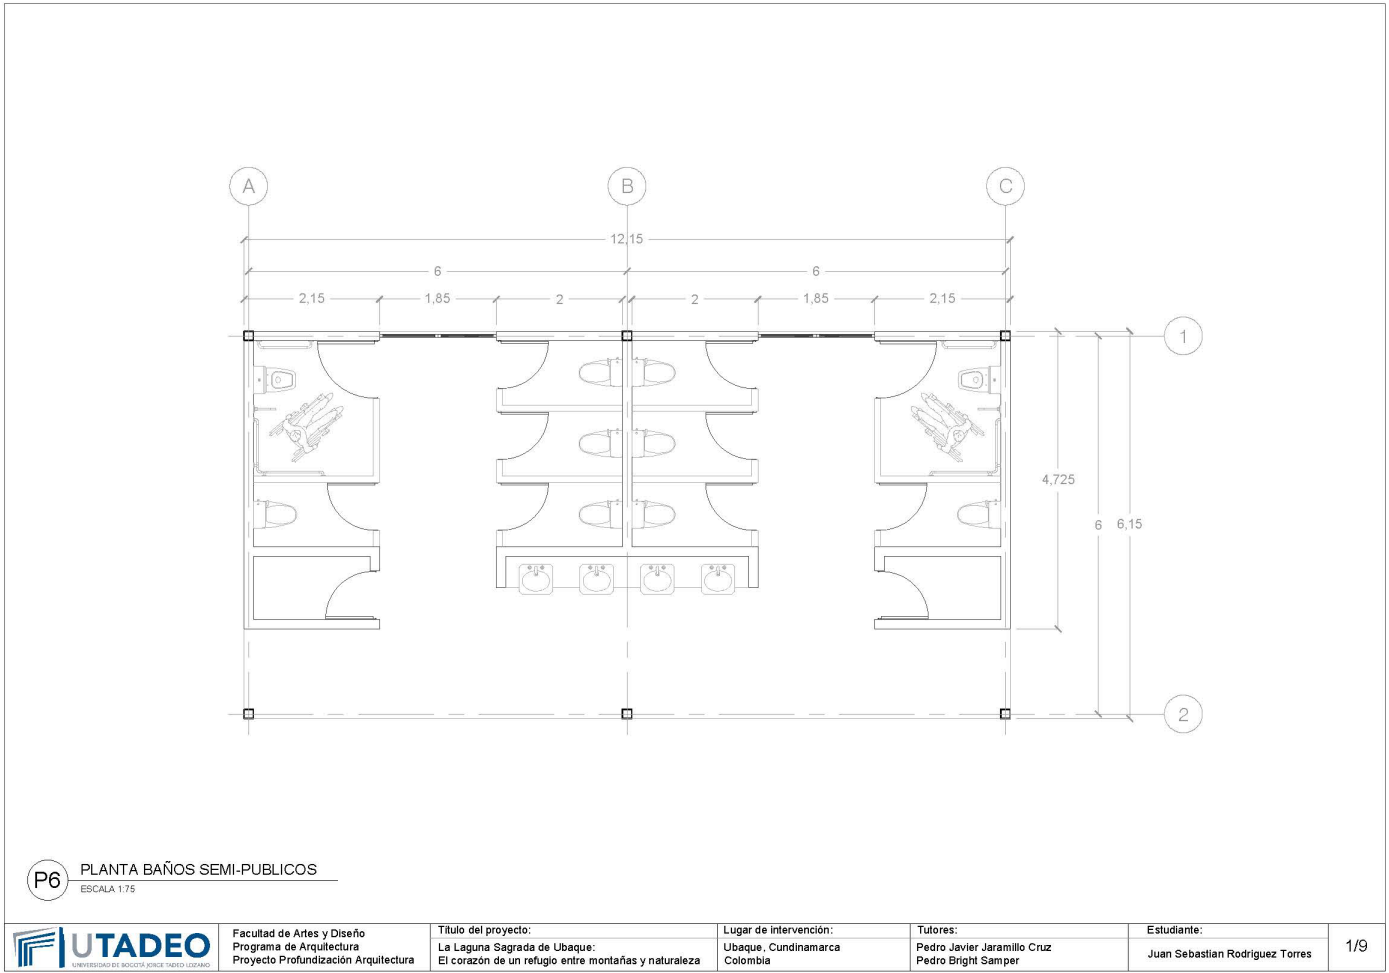 A
B
C
12,15
6
6
2,15
1,85
2
2
1,85
2,15
1
4,725
6
6,15
2
P6
PLANTA BAÑOS SEMI-PUBLICOS
ESCALA 1:75
UTADEO
UNIVERSIDAD DE BOGOTÁ JORGE TADEO LOZANO
Facultad de Artes y Diseño
Programa de Arquitectura
Proyecto Profundización Arquitectura
Título del proyecto:
La Laguna Sagrada de Ubaque:
El corazón de un refugio entre montañas y naturaleza
Lugar de intervención:
Ubaque, Cundinamarca
Colombia
Tutores:
Pedro Javier Jaramillo Cruz
Pedro Bright Samper
Estudiante:
Juan Sebastian Rodriguez Torres
1/9